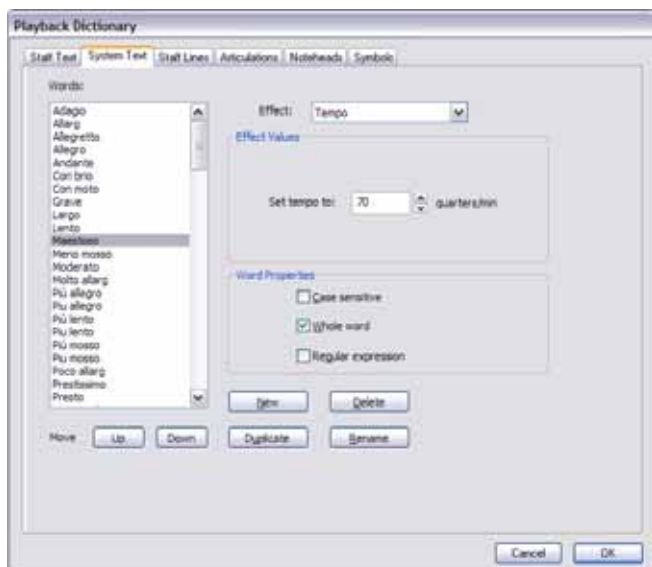 Playback Dictionary
Staff Text System Text Staff Lines Articulations Noteheads Symbols
Words:
Adagio
Allarg
Allegretto
Allegro
Andante
Con brio
Con moto
Grave
Largo
Lento
Maestoso
Meno mosso
Moderato
Molto allarg
Più allegro
Piu allegro
Più lento
Piu lento
Più mosso
Piu mosso
Poco allarg
Prestissimo
Presto
Move Up Down
Effect: Tempo
Effect Values
Set tempo to: 70 quarters/min
Word Properties
Case sensitive
Whole word
Regular expression
New Delete
Duplicate Rename
Cancel OK